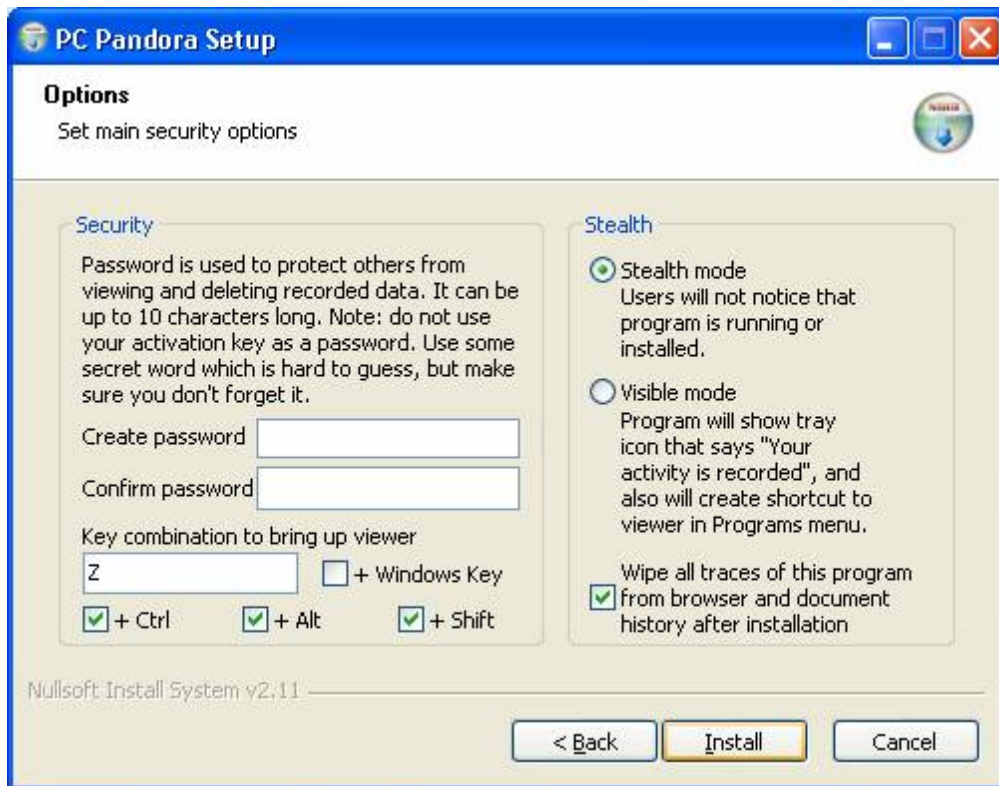 PC Pandora Setup
Options
Set main security options
Security
Password is used to protect others from
viewing and deleting recorded data. It can be
up to 10 characters long. Note: do not use
your activation key as a password. Use some
secret word which is hard to guess, but make
sure you don't forget it.
Create password
Confirm password
Key combination to bring up viewer
Z
+ Windows Key
+ Ctrl
+ Alt
+ Shift
Stealth
Stealth mode
Users will not notice that
program is running or
installed.
Visible mode
Program will show tray
icon that says "Your
activity is recorded", and
also will create shortcut to
viewer in Programs menu.
Wipe all traces of this program
from browser and document
history after installation
Nullsoft Install System v2.11
< Back
Install
Cancel